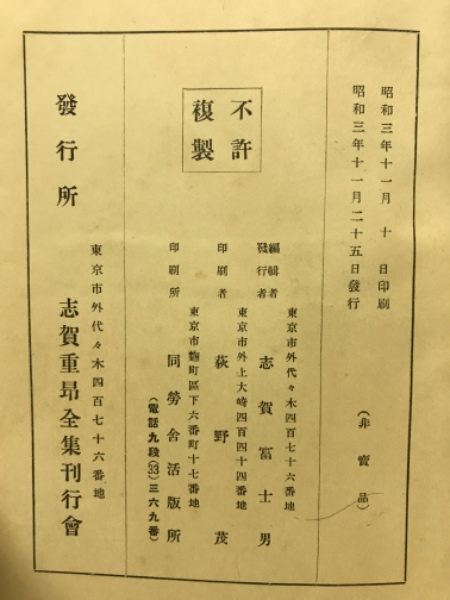 昭和三年十一月十日印刷
昭和三年十一月二十五日發行
（非賣品）
不許
複製
東京市外代々木四百七十六番地
編輯者
發行者
志賀富士男
東京市外上大崎四百四十四番地
印刷者
萩野茂
東京市麴町區下六番町十七番地
印刷所
同勞舍活版所
（電話九段(33)三六九番）
東京市外代々木四百七十六番地
發行所
志賀重昂全集刊行會